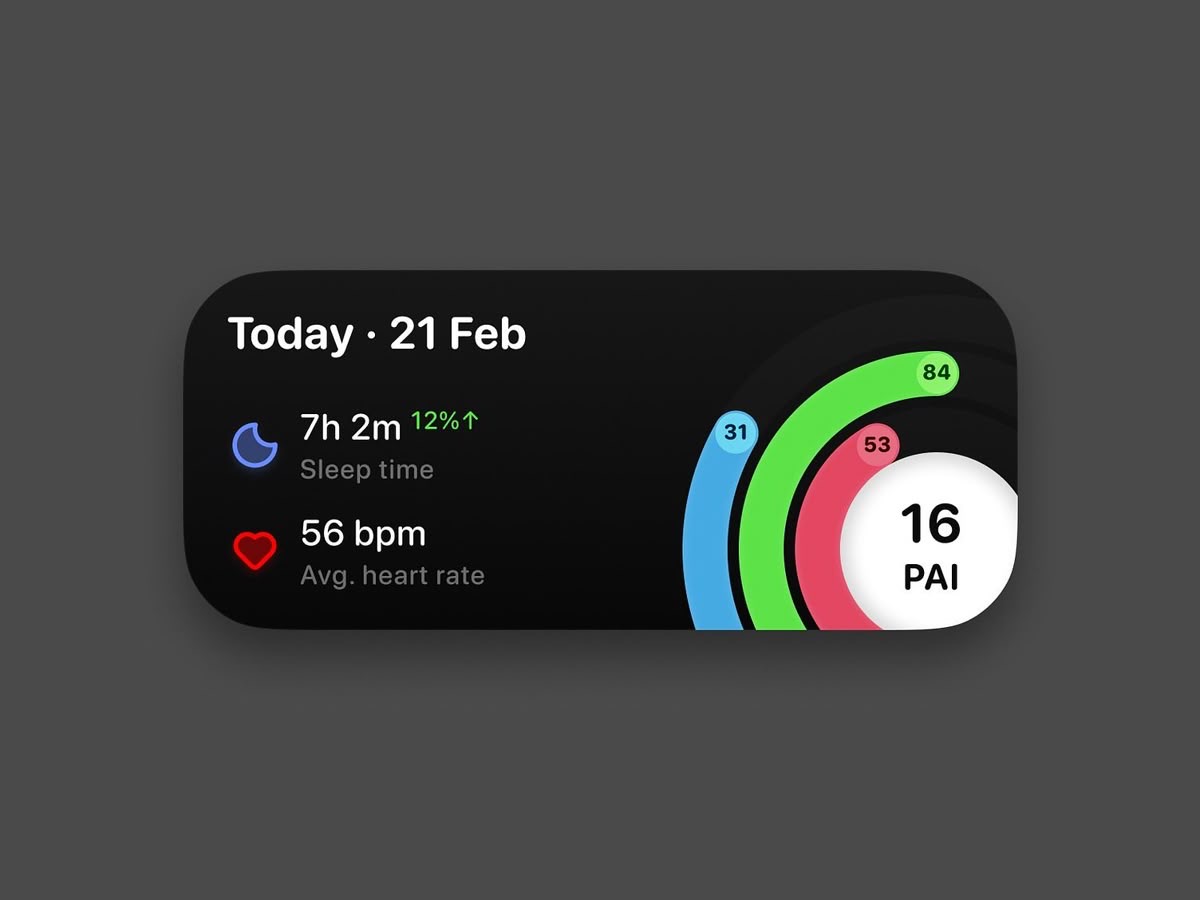 Today · 21 Feb
7h 2m 12%↑
Sleep time
56 bpm
Avg. heart rate
31
84
53
16
PAI